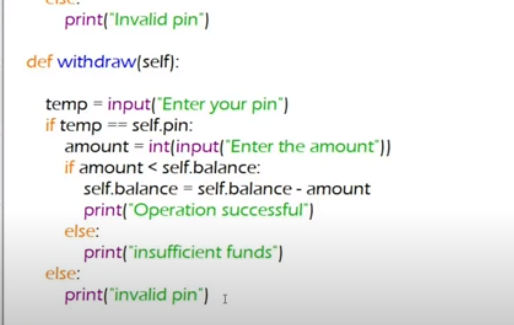 else:
print("Invalid pin")
def withdraw(self):
temp = input("Enter your pin")
if temp == self.pin:
amount = int(input("Enter the amount"))
if amount < self.balance:
self.balance = self.balance - amount
print("Operation successful")
else:
print("insufficient funds")
else:
print("invalid pin")